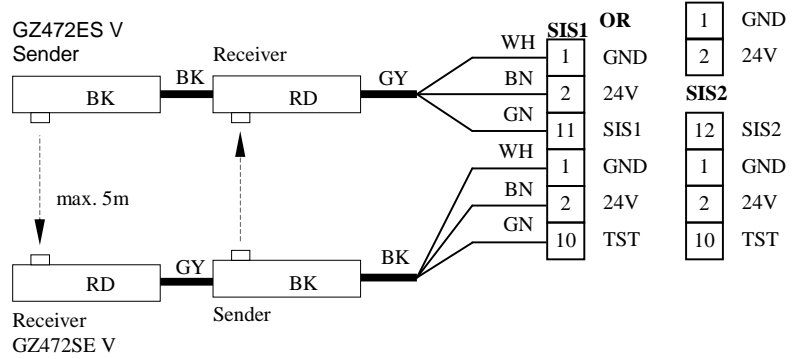 GZ472ES V
Sender
Receiver
BK
BK
RD
GY
WH
BN
GN
WH
BN
GN
SIS1
OR
1 GND
2 24V
11 SIS1
1 GND
2 24V
10 TST
1 GND
2 24V
SIS2
12 SIS2
1 GND
2 24V
10 TST
max. 5m
RD
GY
BK
BK
Receiver
GZ472SE V
Sender